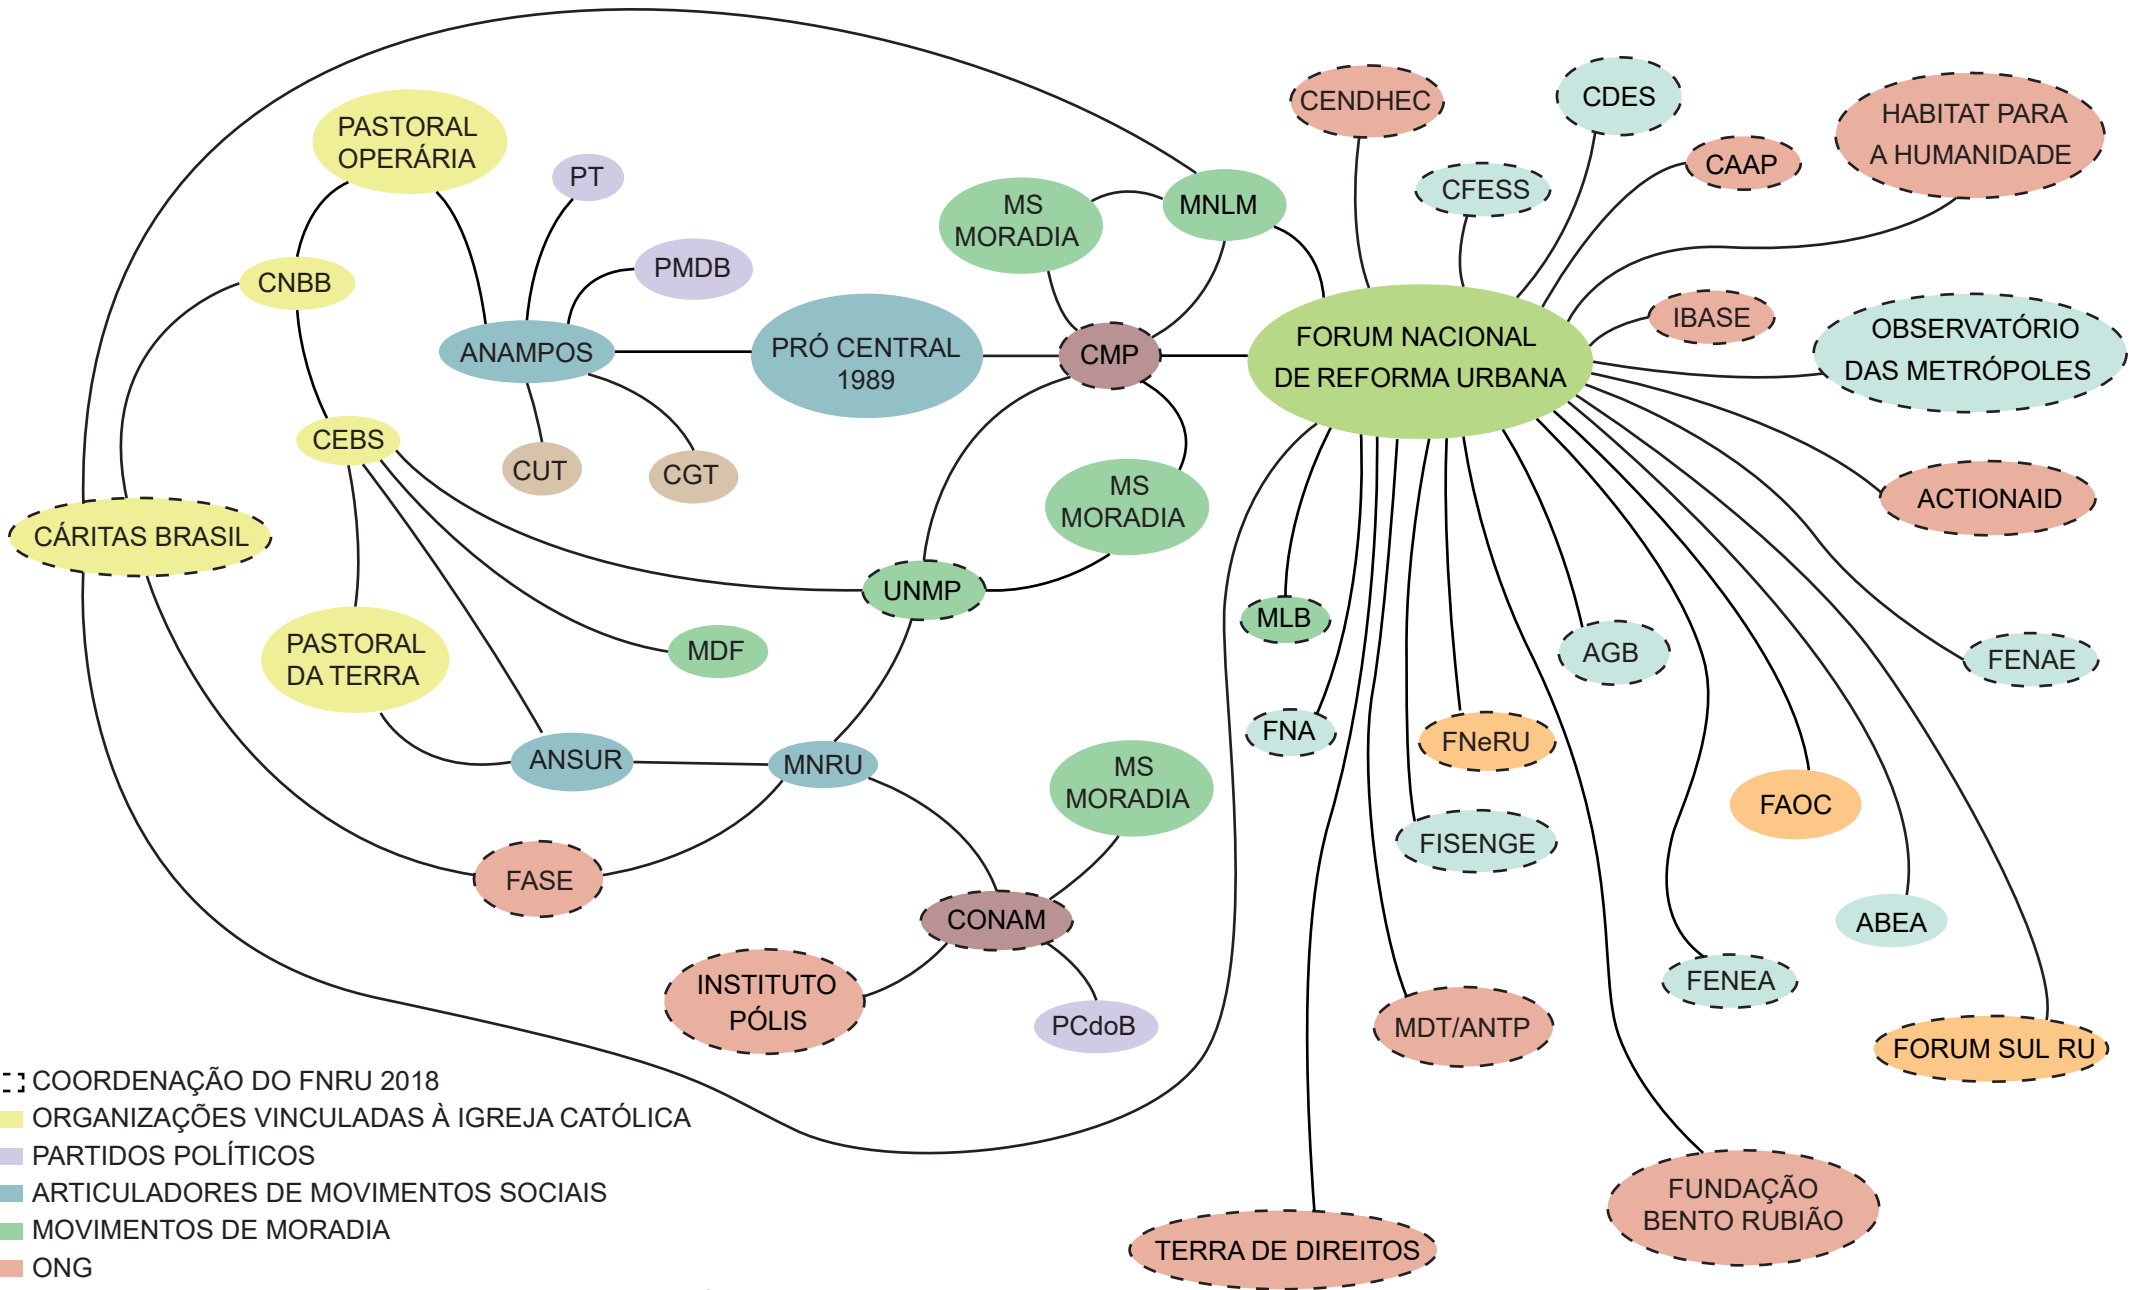 PASTORAL
OPERÁRIA
PT
CNBB
PMDB
ANAMPOS
PRÓ CENTRAL
1989
MS
MORADIA
MNLM
CMP
CEBS
CUT
CGT
CÁRITAS BRASIL
MS
MORADIA
UNMP
PASTORAL
DA TERRA
MDF
ANSUR
MNRU
MS
MORADIA
FASE
CONAM
INSTITUTO
PÓLIS
PCdoB
CENDHEC
CDES
CFESS
CAAP
HABITAT PARA
A HUMANIDADE
IBASE
FORUM NACIONAL
DE REFORMA URBANA
OBSERVATÓRIO
DAS METRÓPOLES
ACTIONAID
MLB
AGB
FENAE
FNA
FNeRU
FAOC
FISENGE
ABEA
FENEA
MDT/ANTP
FORUM SUL RU
FUNDAÇÃO
BENTO RUBIÃO
TERRA DE DIREITOS
COORDENAÇÃO DO FNRU 2018
ORGANIZAÇÕES VINCULADAS À IGREJA CATÓLICA
PARTIDOS POLÍTICOS
ARTICULADORES DE MOVIMENTOS SOCIAIS
MOVIMENTOS DE MORADIA
ONG